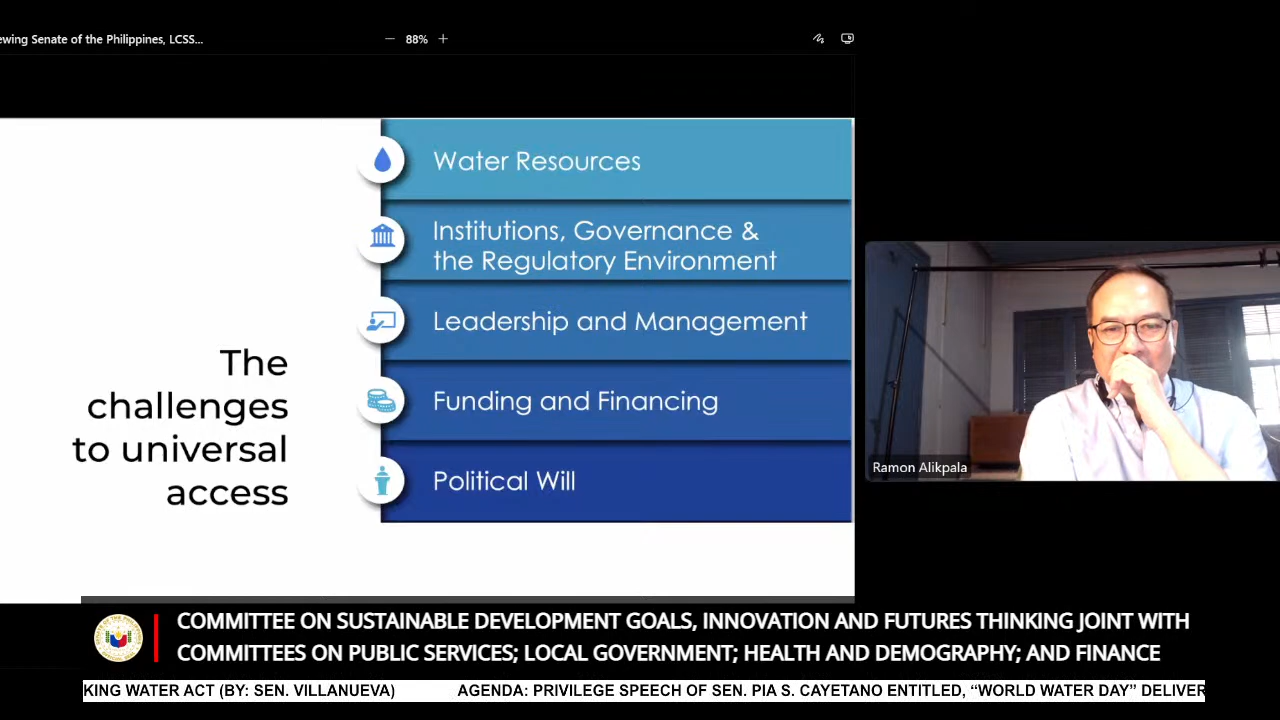 ewing Senate of the Philippines, LCSS...
88%
Water Resources
Institutions, Governance &
the Regulatory Environment
Leadership and Management
Funding and Financing
Political Will
The
challenges
to universal
access
Ramon Alikpala
COMMITTEE ON SUSTAINABLE DEVELOPMENT GOALS, INNOVATION AND FUTURES THINKING JOINT WITH
COMMITTEES ON PUBLIC SERVICES; LOCAL GOVERNMENT; HEALTH AND DEMOGRAPHY; AND FINANCE
KING WATER ACT (BY: SEN. VILLANUEVA) AGENDA: PRIVILEGE SPEECH OF SEN. PIA S. CAYETANO ENTITLED, “WORLD WATER DAY” DELIVER